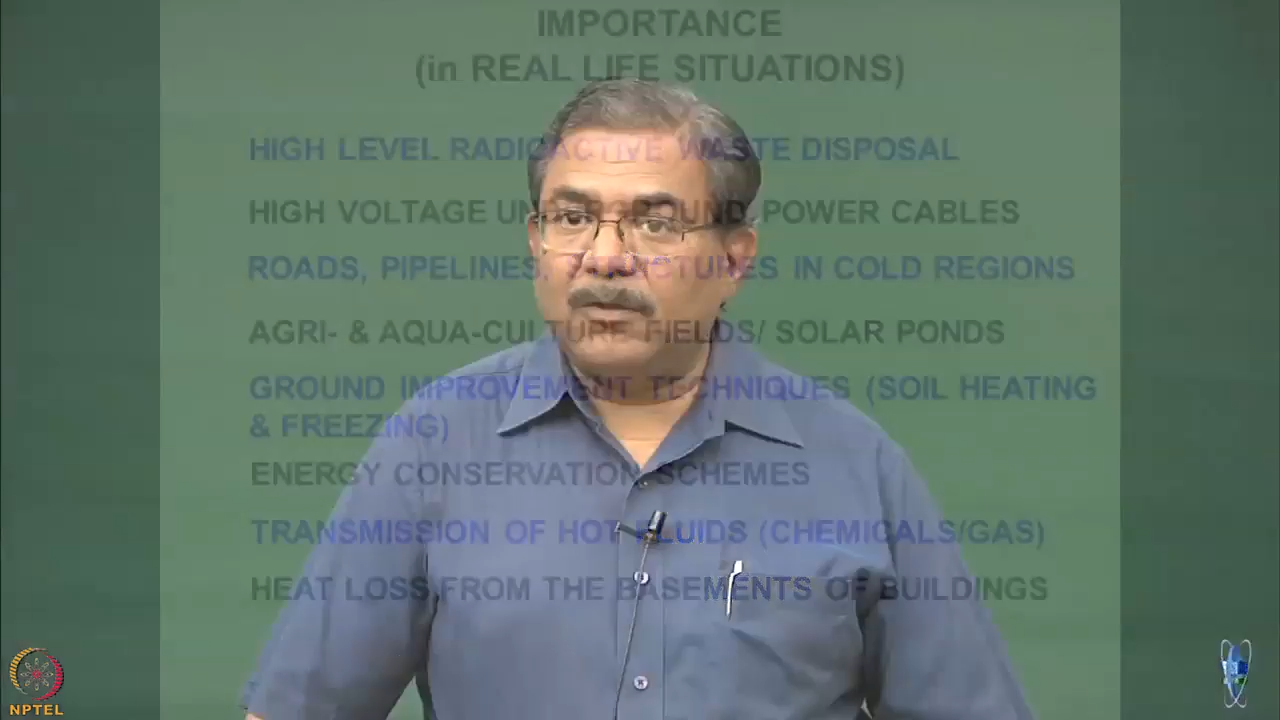 IMPORTANCE
(in REAL LIFE SITUATIONS)
HIGH LEVEL RADIOACTIVE WASTE DISPOSAL
HIGH VOLTAGE POWER CABLES
ROADS, PIPELINES, IN COLD REGIONS
AGRI- & AQUA-CULTURE FIELDS/ SOLAR PONDS
GROUND IMPROVEMENT TECHNIQUES (SOIL HEATING
& FREEZING)
ENERGY CONSERVATION SCHEMES
TRANSMISSION OF HOT FLUIDS (CHEMICALS/GAS)
HEAT LOSS FROM THE BASEMENTS OF BUILDINGS
NPTEL